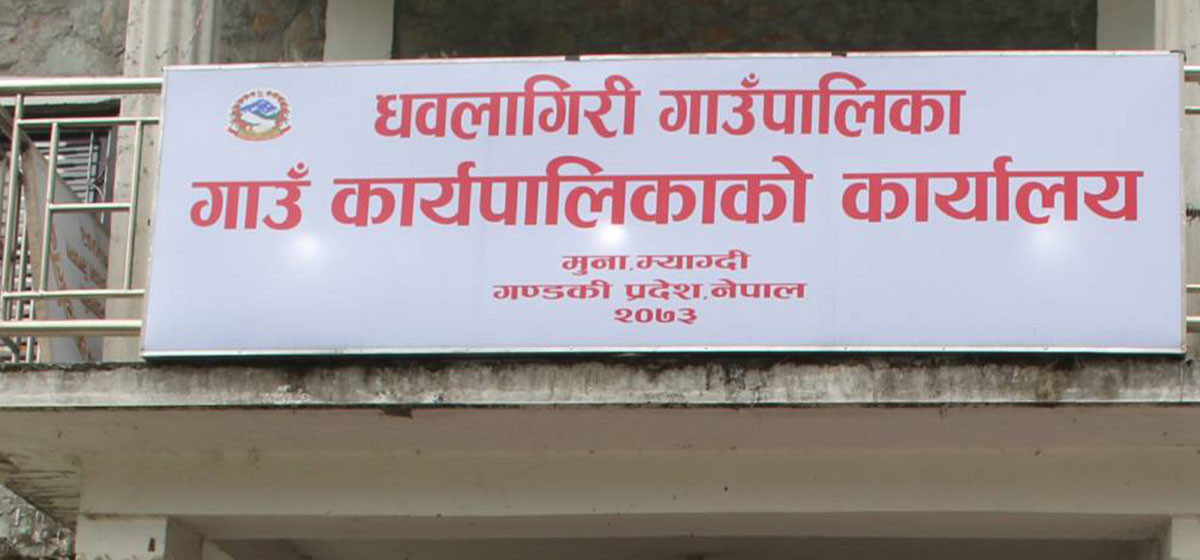 धवलागिरी गाउँपालिका
गाउँ कार्यपालिकाको कार्यालय
मुना, म्याग्दी
गण्डकी प्रदेश, नेपाल
२०७३